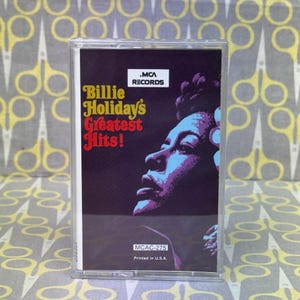 .MCA
RECORDS
Billie
Holiday's
Greatest
Hits!
MCAC-275
Printed in U.S.A.